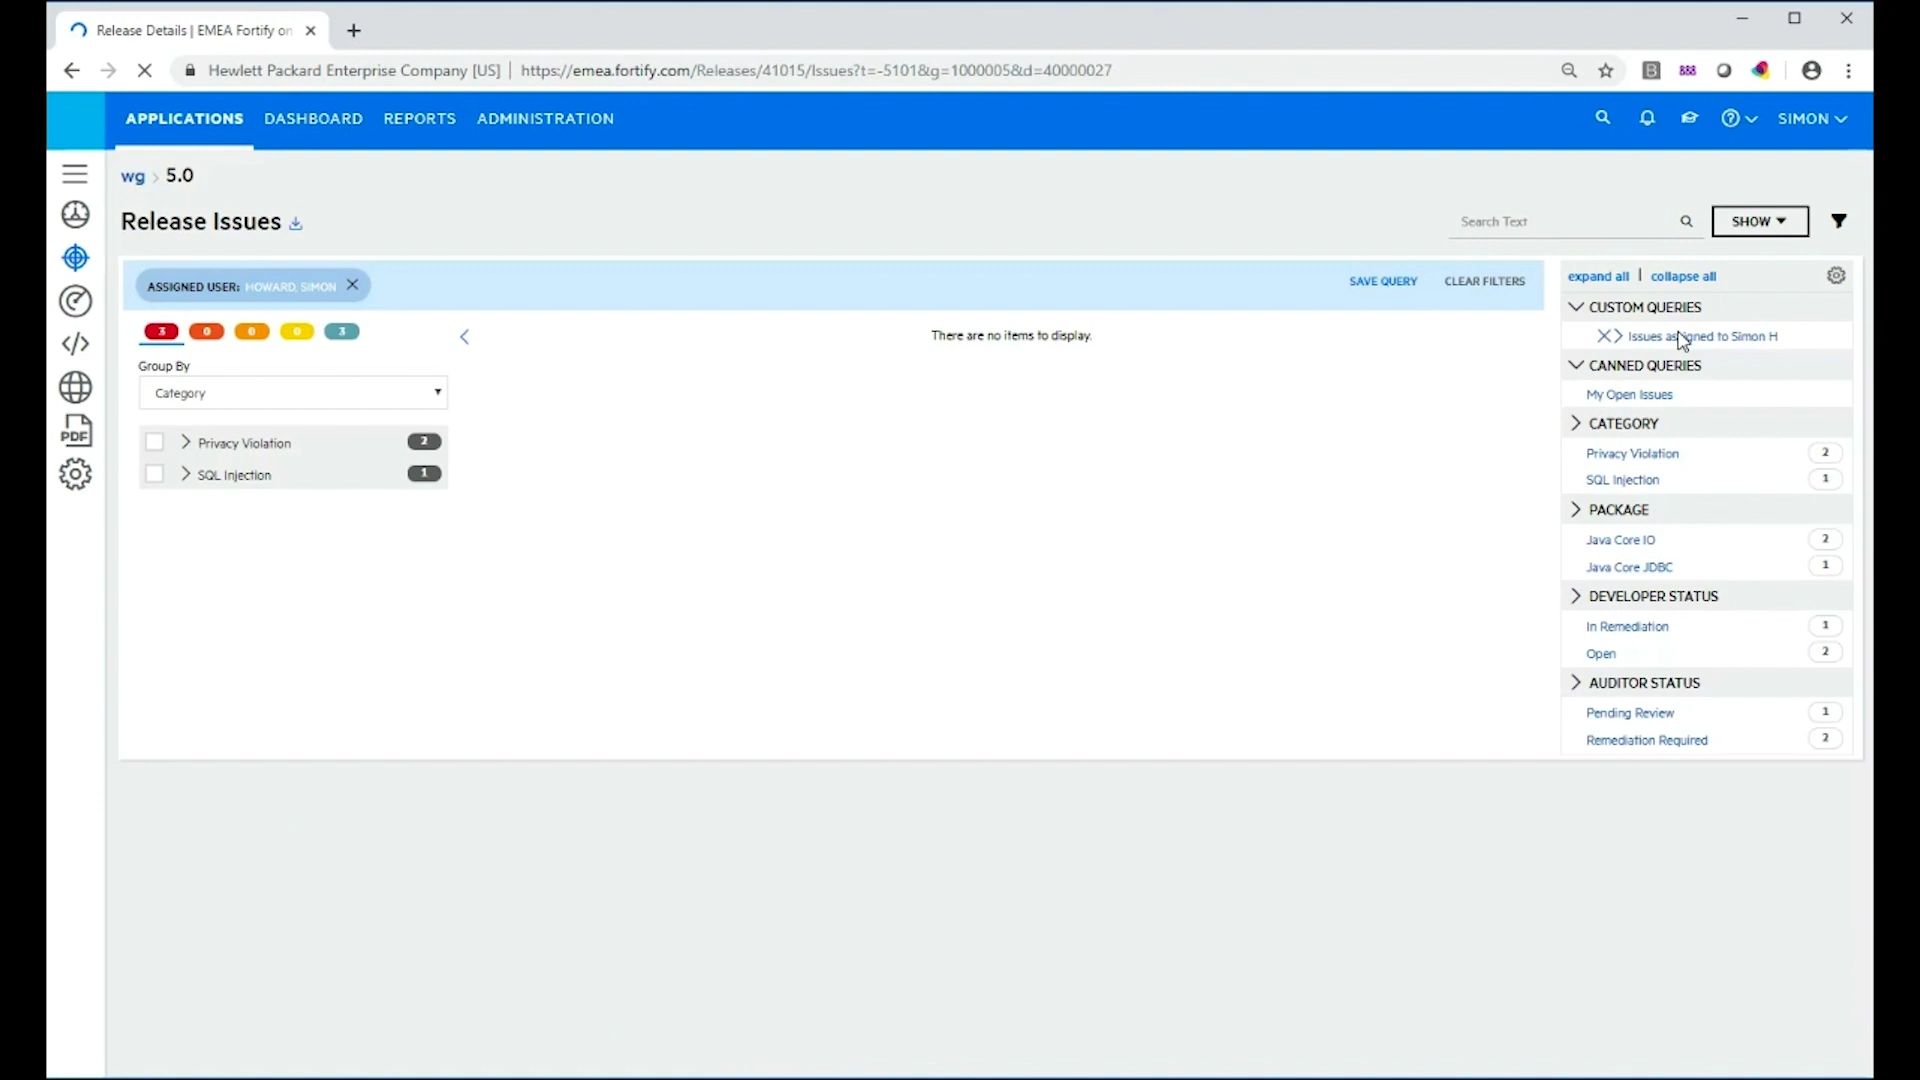 Release Details | EMEA Fortify on
Hewlett Packard Enterprise Company [US] | https://emea.fortify.com/Releases/41015/Issues?t=-5101&g=1000005&d=40000027
APPLICATIONS DASHBOARD REPORTS ADMINISTRATION SIMON
wg > 5.0
Release Issues
Search Text
SHOW
ASSIGNED USER: HOWARD, SIMON
SAVE QUERY CLEAR FILTERS
3 0 0 0 3
There are no items to display.
Group By
Category
Privacy Violation 2
SQL Injection 1
expand all | collapse all
CUSTOM QUERIES
Issues assigned to Simon H
CANNED QUERIES
My Open Issues
CATEGORY
Privacy Violation 2
SQL Injection 1
PACKAGE
Java Core IO 2
Java Core JDBC 1
DEVELOPER STATUS
In Remediation 1
Open 2
AUDITOR STATUS
Pending Review 1
Remediation Required 2
PDF